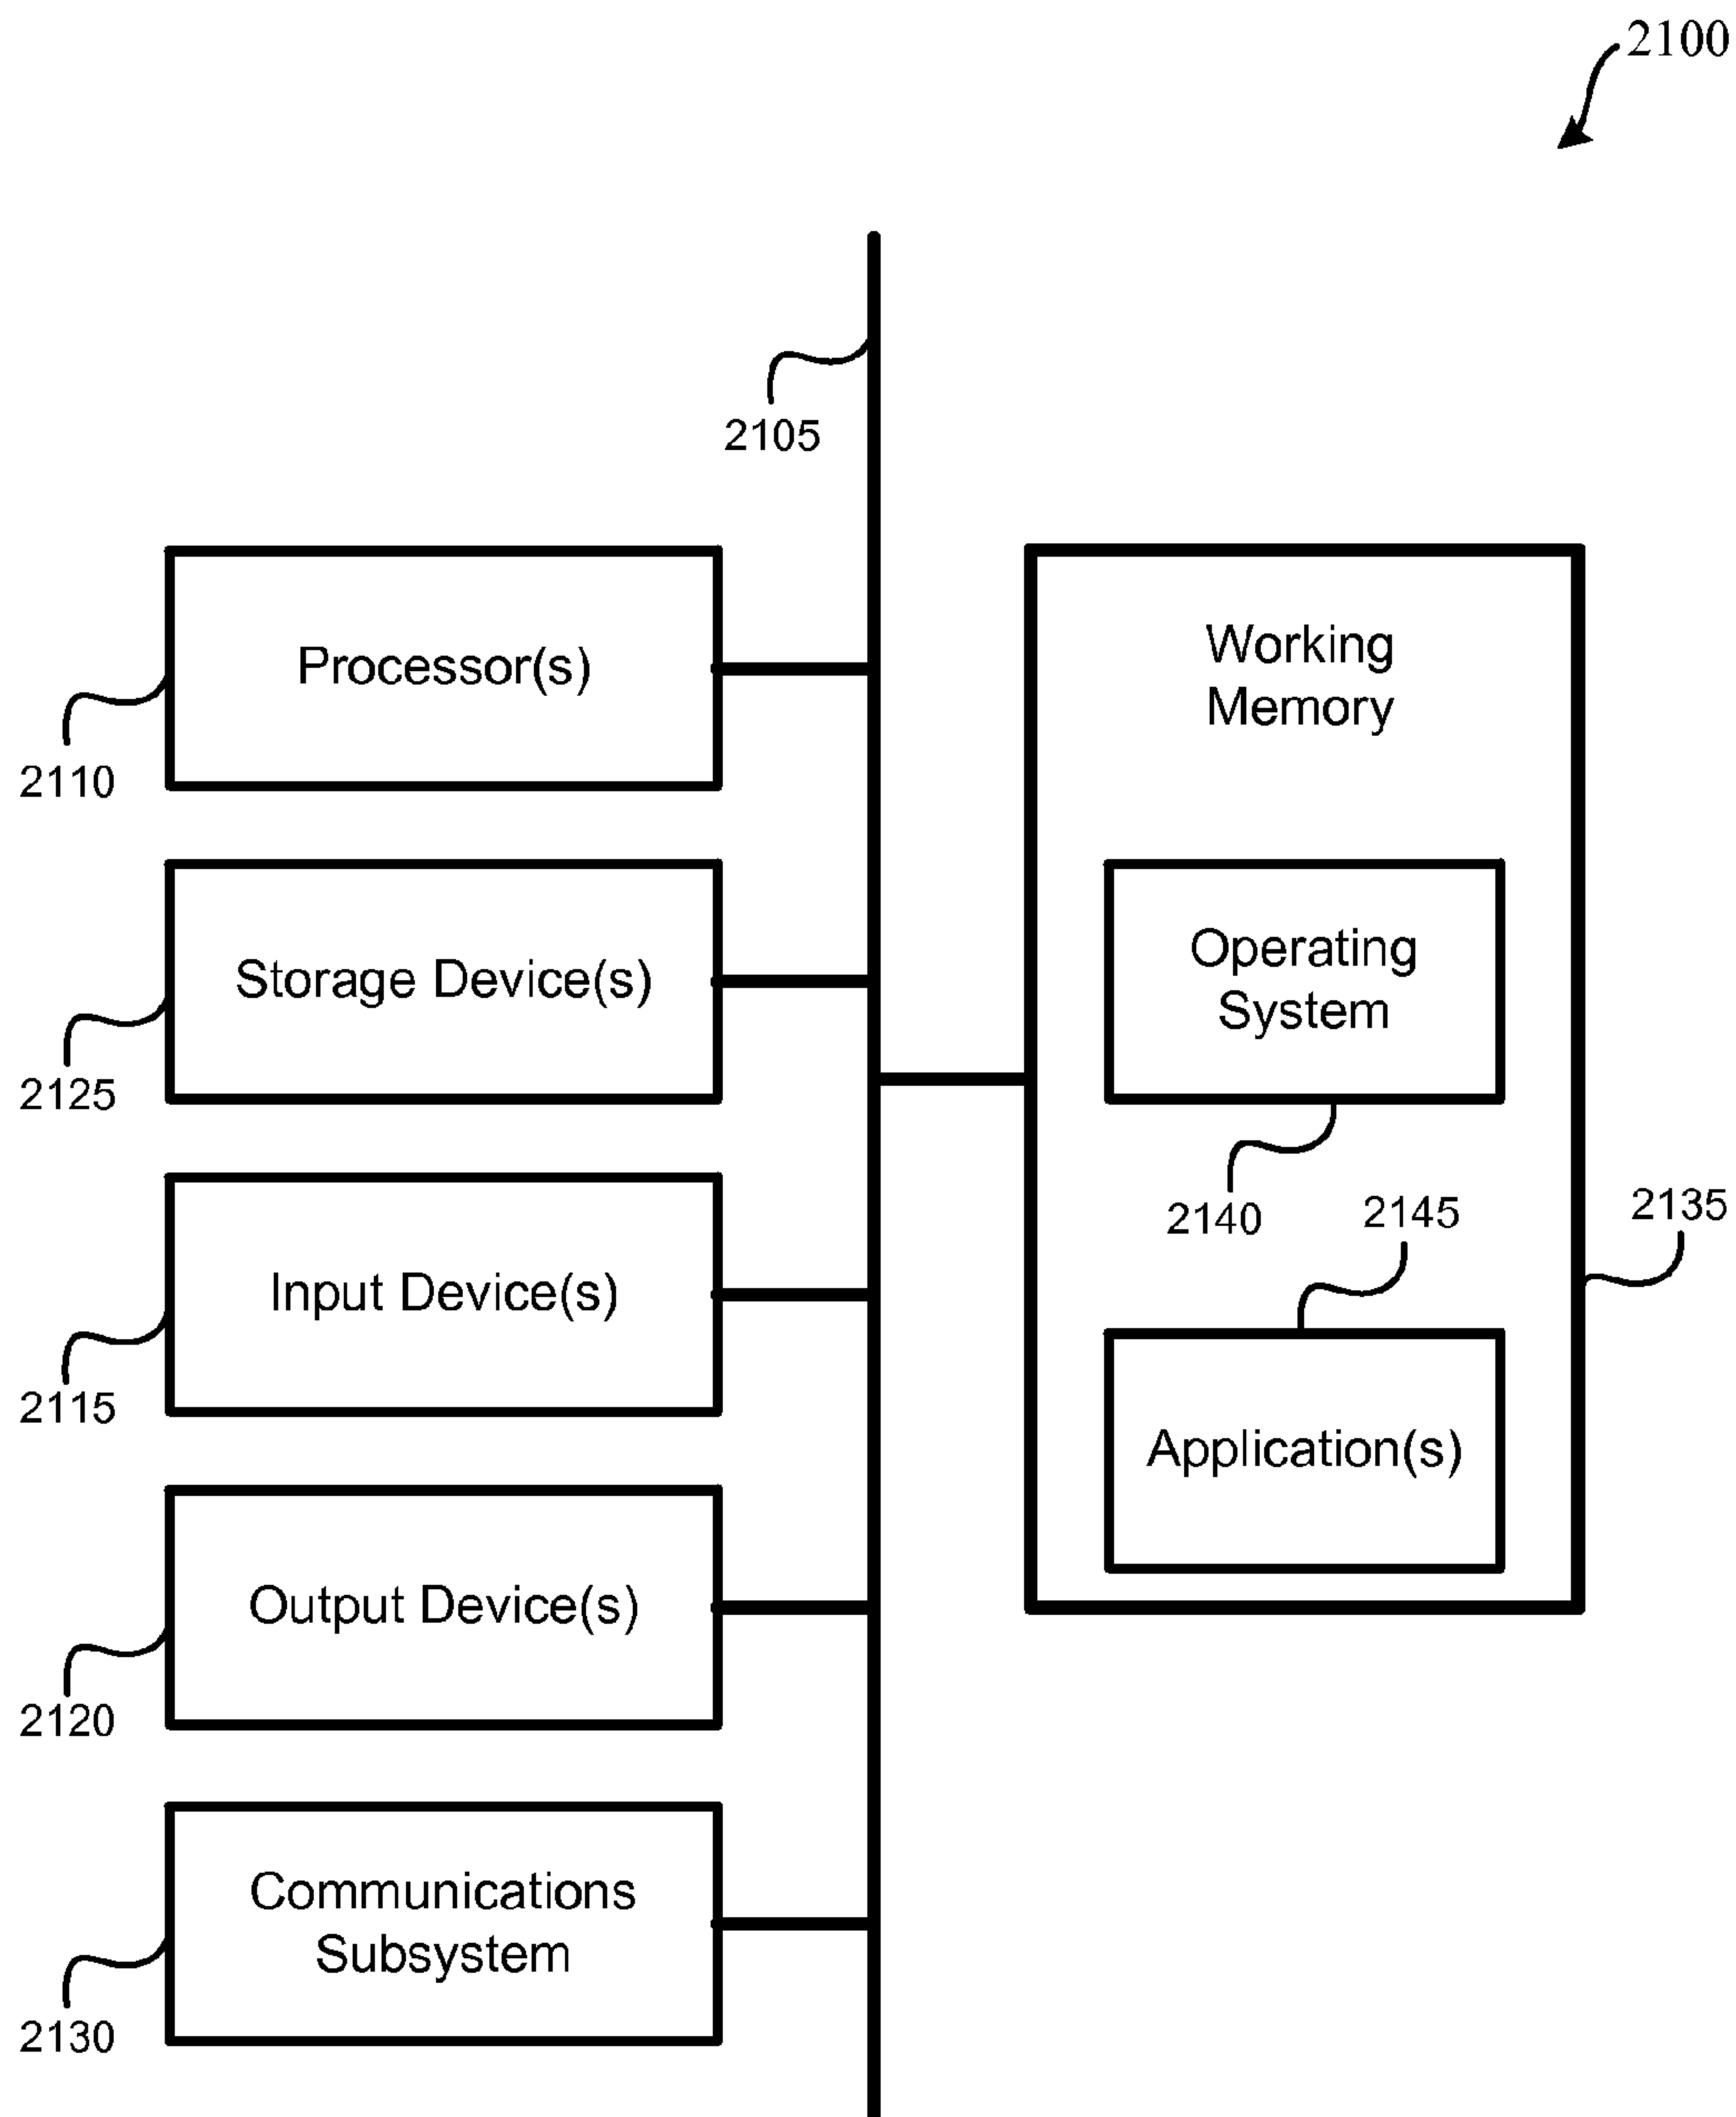 2100
2105
Processor(s)
2110
Storage Device(s)
2125
Input Device(s)
2115
Output Device(s)
2120
Communications
Subsystem
2130
Working
Memory
Operating
System
2140
2145
2135
Application(s)